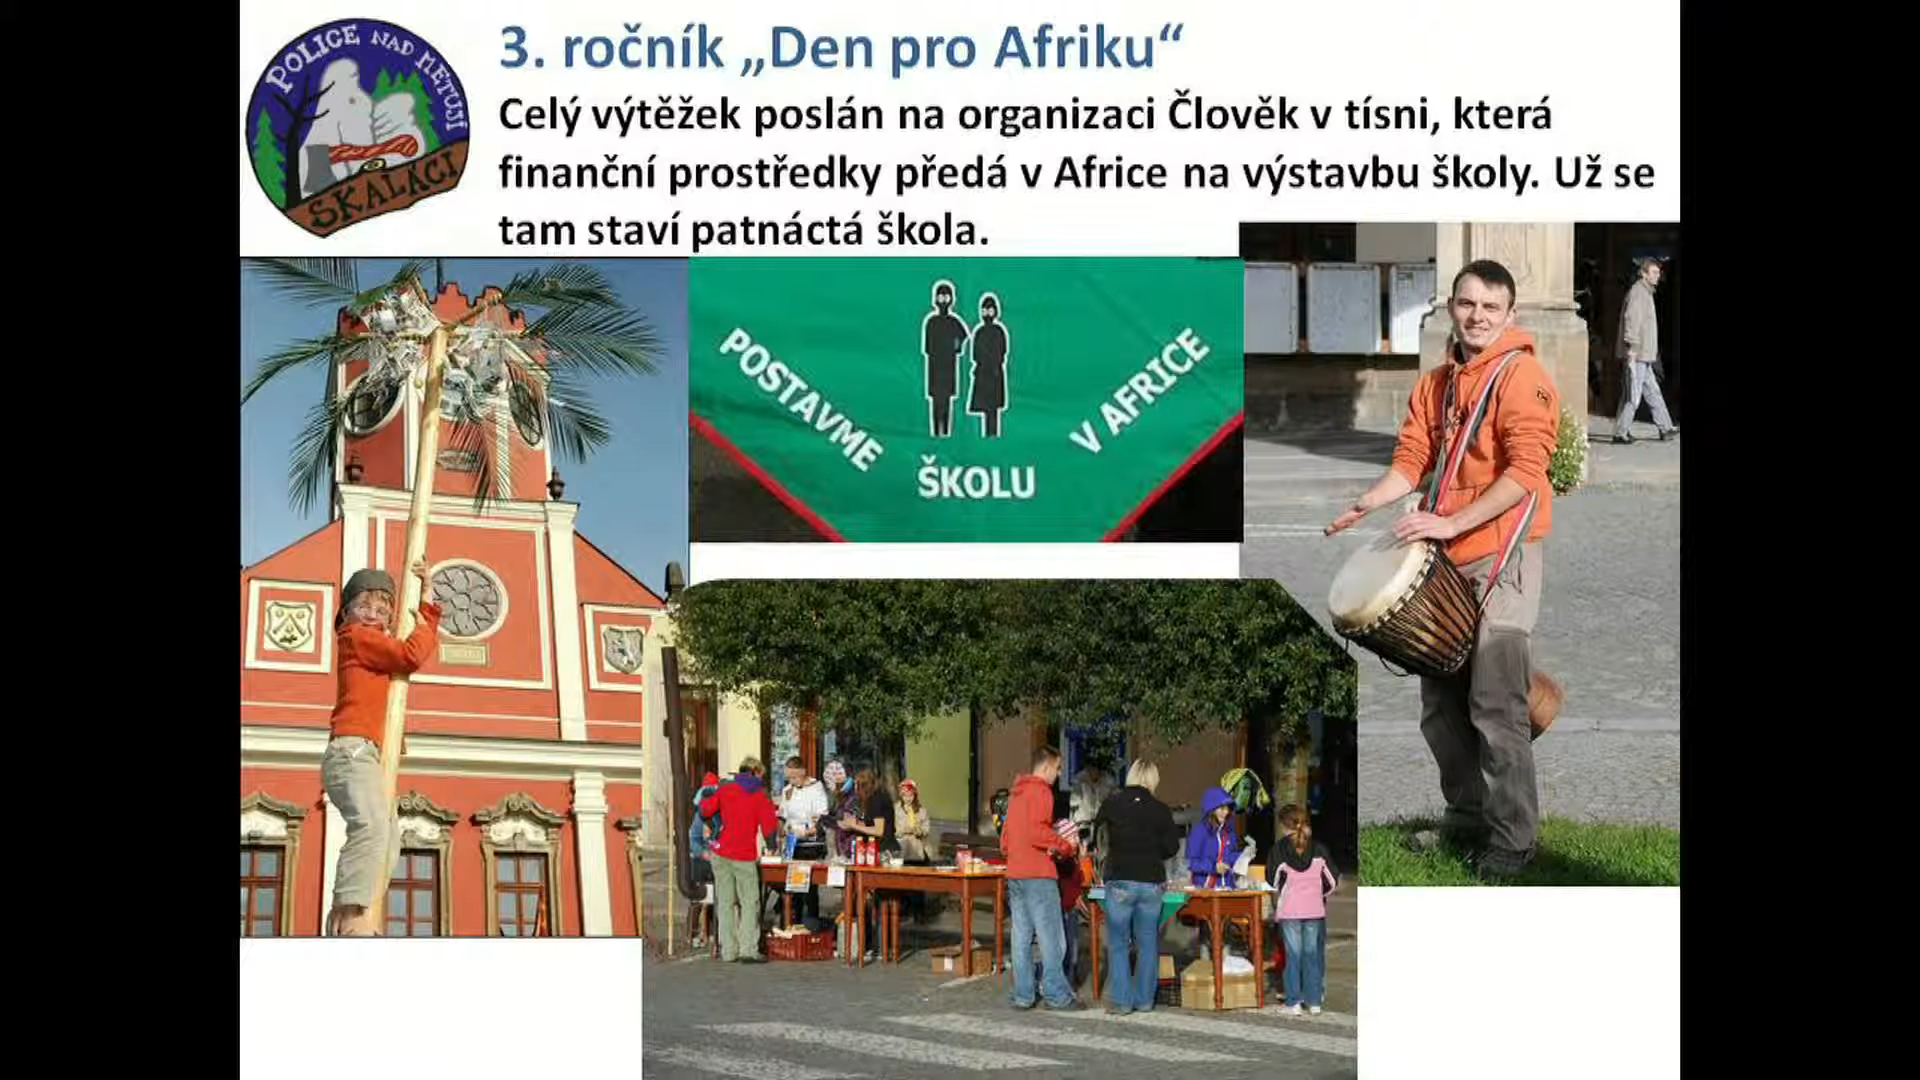 POLICE NAD METUJÍ
SKALÁCI
3. ročník „Den pro Afriku“
Celý výtěžek poslán na organizaci Člověk v tísni, která
finanční prostředky předá v Africe na výstavbu školy. Už se
tam staví patnáctá škola.
POSTAVME
ŠKOLU
V AFRICE